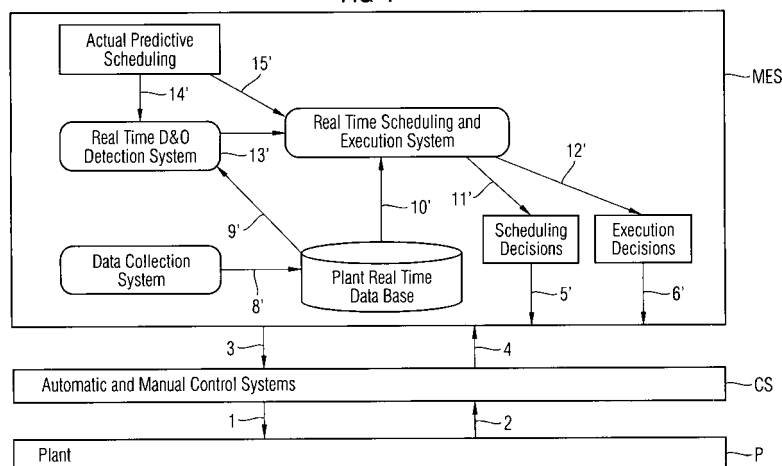 Actual Predictive
Scheduling
15'
MES
14'
Real Time D&O
Detection System
13'
Real Time Scheduling and
Execution System
12'
9'
10'
11'
Scheduling
Decisions
Execution
Decisions
Data Collection
System
8'
Plant Real Time
Data Base
5'
6'
3
4
Automatic and Manual Control Systems
CS
1
2
Plant
P